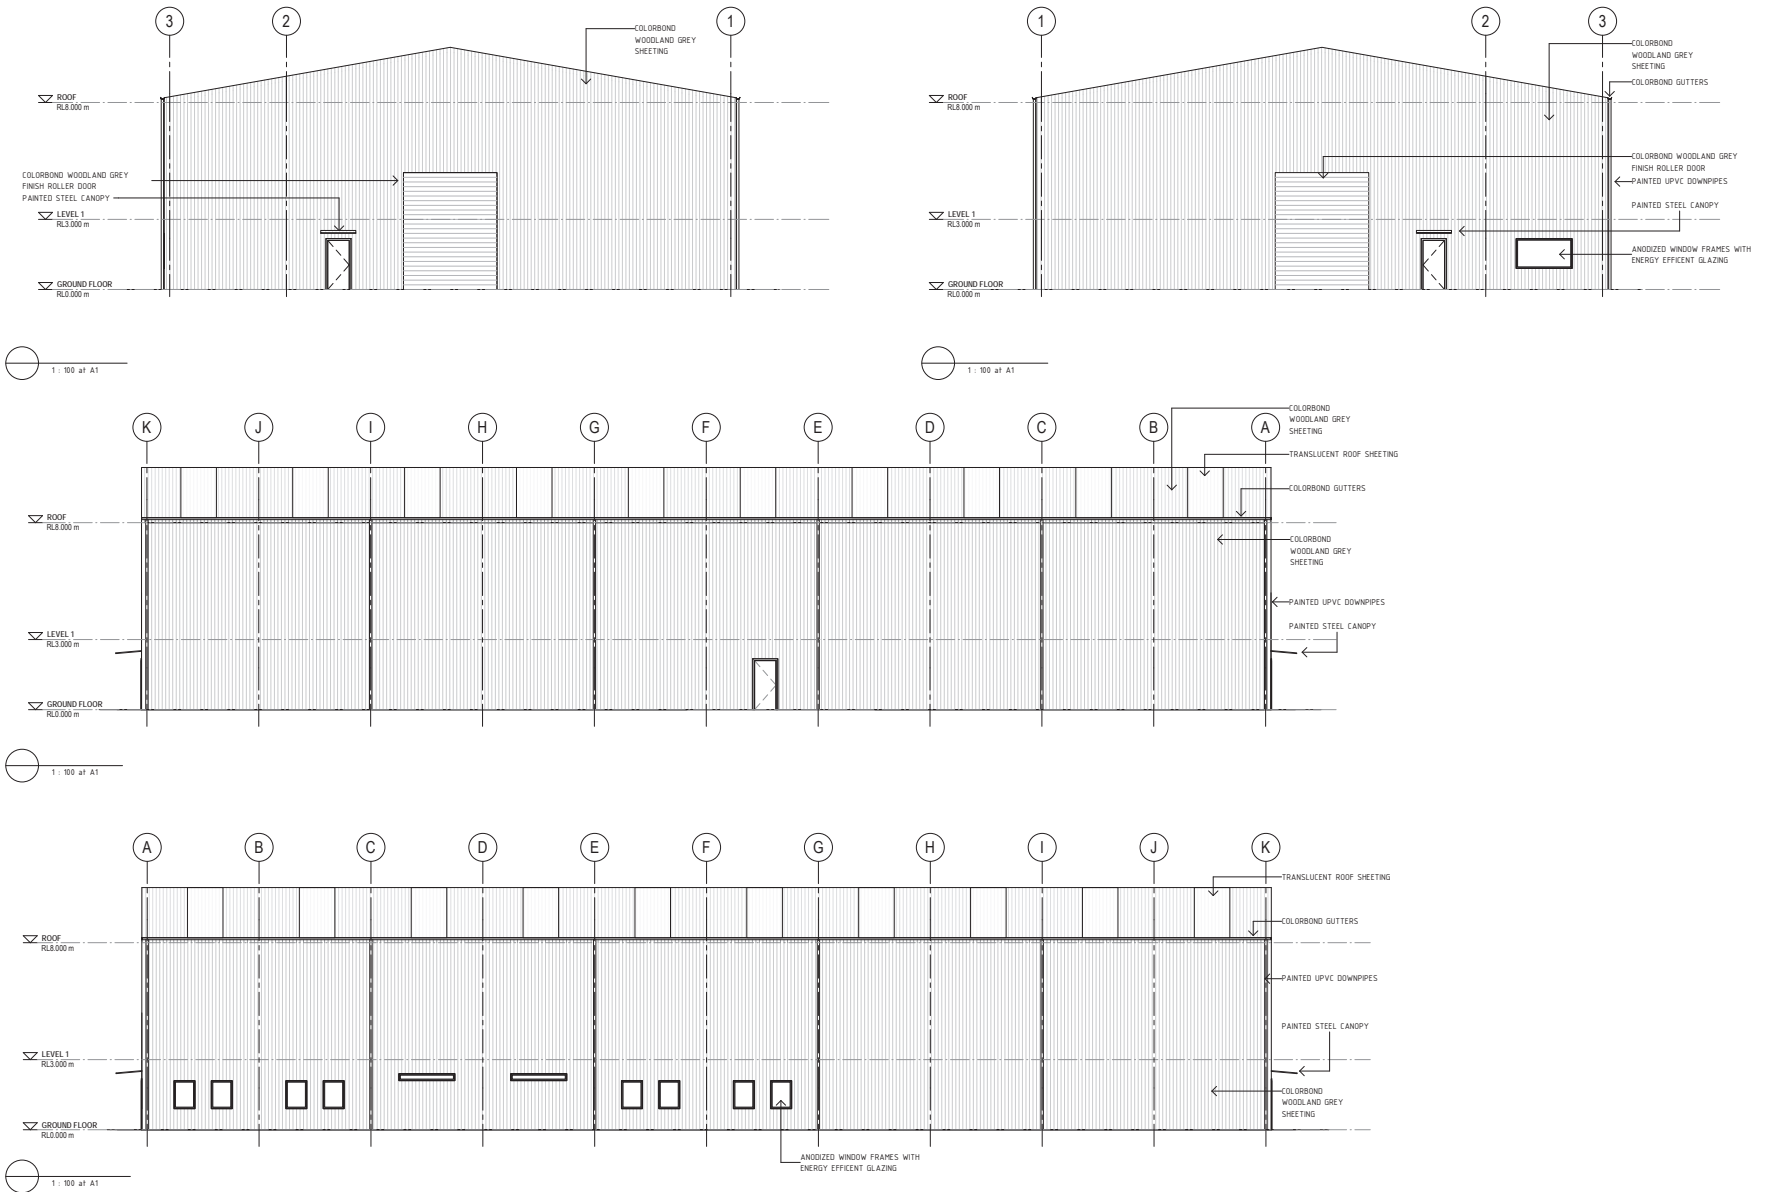 3
2
1
COLORBOND
WOODLAND GREY
SHEETING
ROOF
RL8.000 m
COLORBOND WOODLAND GREY
FINISH ROLLER DOOR
PAINTED STEEL CANOPY
LEVEL 1
RL3.000 m
GROUND FLOOR
RL0.000 m
1 : 100 at A1
1
2
3
COLORBOND
WOODLAND GREY
SHEETING
COLORBOND GUTTERS
ROOF
RL8.000 m
COLORBOND WOODLAND GREY
FINISH ROLLER DOOR
PAINTED UPVC DOWNPIPES
PAINTED STEEL CANOPY
LEVEL 1
RL3.000 m
ANODIZED WINDOW FRAMES WITH
ENERGY EFFICENT GLAZING
GROUND FLOOR
RL0.000 m
1 : 100 at A1
K
J
I
H
G
F
E
D
C
B
A
COLORBOND
WOODLAND GREY
SHEETING
TRANSLUCENT ROOF SHEETING
COLORBOND GUTTERS
ROOF
RL8.000 m
COLORBOND
WOODLAND GREY
SHEETING
PAINTED UPVC DOWNPIPES
PAINTED STEEL CANOPY
LEVEL 1
RL3.000 m
GROUND FLOOR
RL0.000 m
1 : 100 at A1
A
B
C
D
E
F
G
H
I
J
K
TRANSLUCENT ROOF SHEETING
COLORBOND GUTTERS
ROOF
RL8.000 m
PAINTED UPVC DOWNPIPES
PAINTED STEEL CANOPY
LEVEL 1
RL3.000 m
COLORBOND
WOODLAND GREY
SHEETING
GROUND FLOOR
RL0.000 m
ANODIZED WINDOW FRAMES WITH
ENERGY EFFICENT GLAZING
1 : 100 at A1